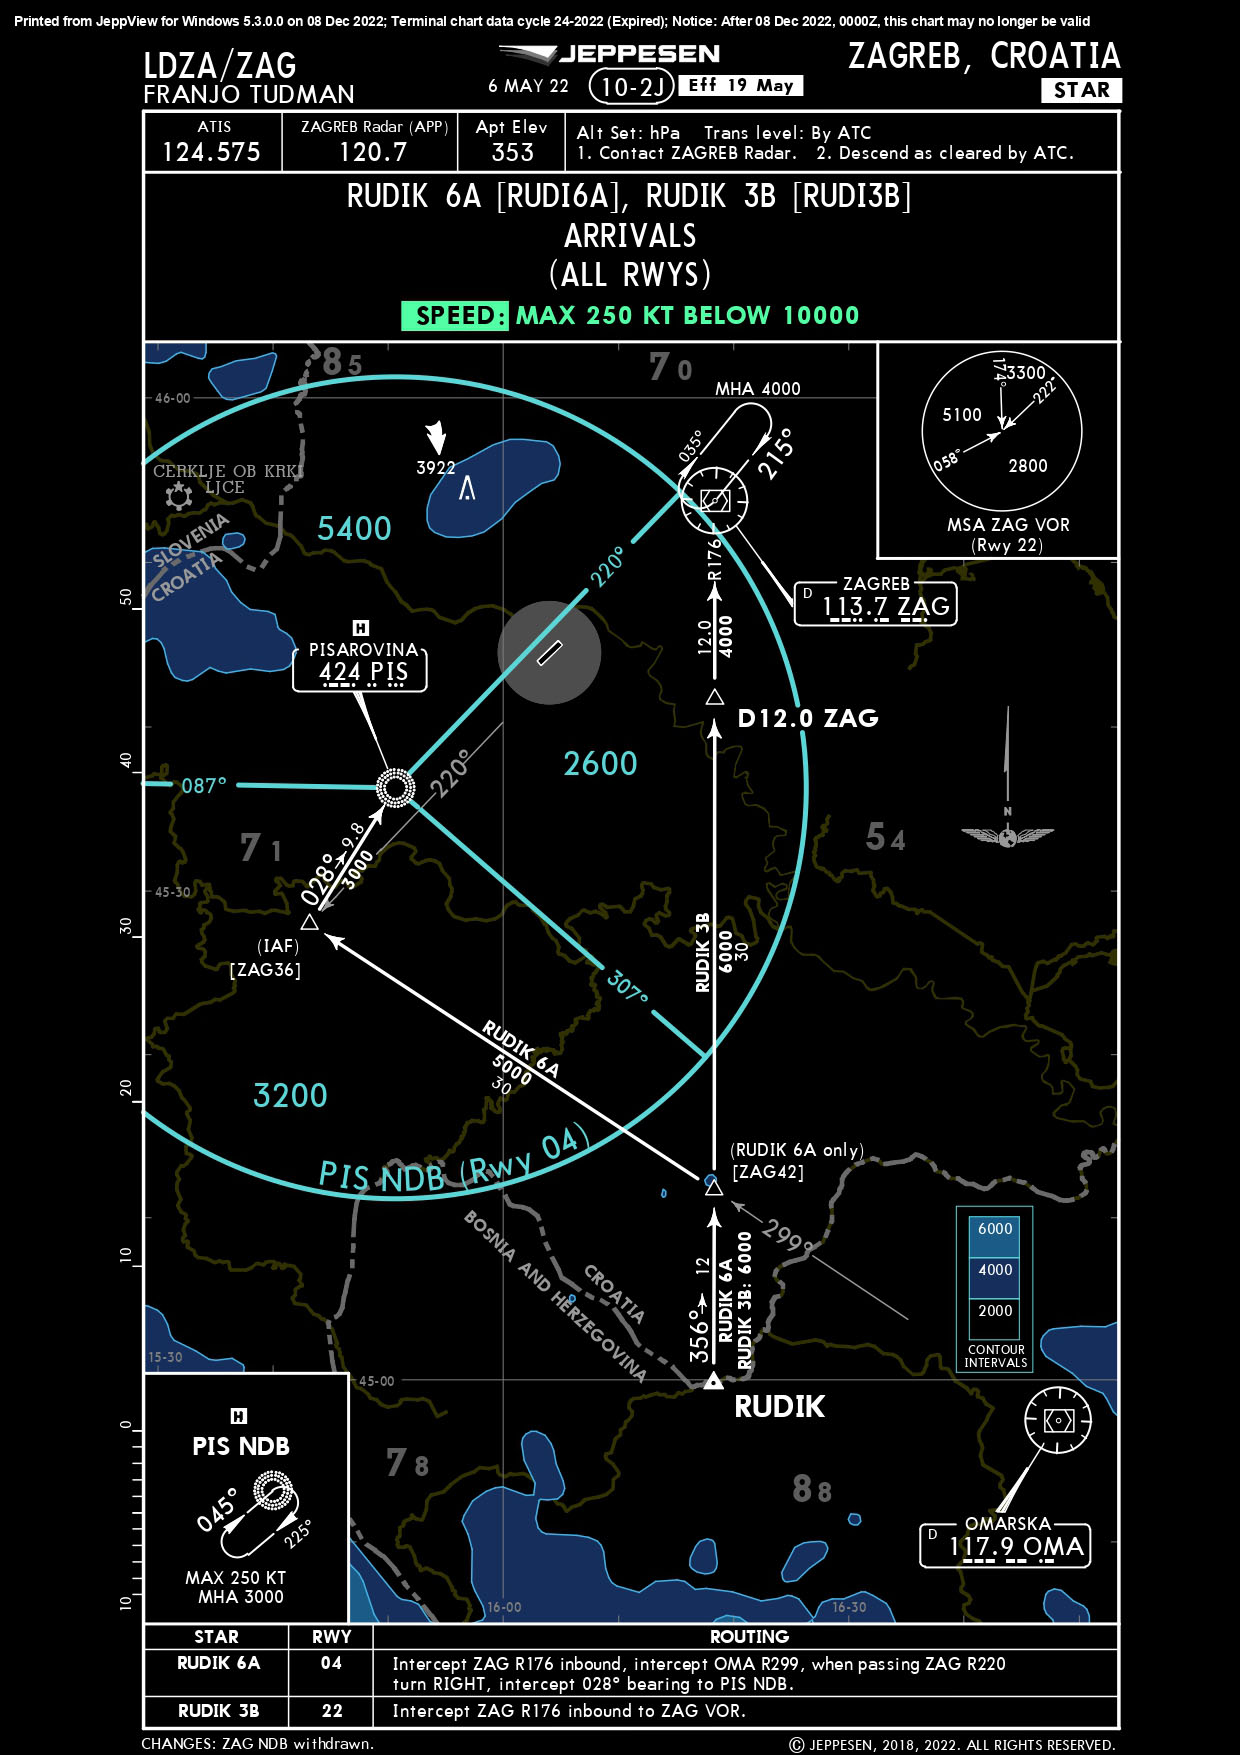 Printed from JeppView for Windows 5.3.0.0 on 08 Dec 2022; Terminal chart data cycle 24-2022 (Expired); Notice: After 08 Dec 2022, 0000Z, this chart may no longer be valid
LDZA/ZAG
FRANJO TUDMAN
JEPPESEN
6 MAY 22 10-2J Eff 19 May
ZAGREB, CROATIA
STAR
ATIS
124.575
ZAGREB Radar (APP)
120.7
Apt Elev
353
Alt Set: hPa Trans level: By ATC
1. Contact ZAGREB Radar. 2. Descend as cleared by ATC.
RUDIK 6A [RUDI6A], RUDIK 3B [RUDI3B]
ARRIVALS
(ALL RWYS)
SPEED: MAX 250 KT BELOW 10000
85
70
46-00
MHA 4000
035°
215°
174°
3300
222°
5100
058°
2800
MSA ZAG VOR
(Rwy 22)
3922
CERKLJE OB KRKI
LJCE
5400
SLOVENIA
CROATIA
220°
R176
D
ZAGREB
113.7 ZAG
50
H
PISAROVINA
424 PIS
12.0
4000
D12.0 ZAG
40
087°
220°
2600
N
71
54
028°
9.8
3000
45-30
30
(IAF)
[ZAG36]
RUDIK 3B
6000
30
307°
RUDIK 6A
5000
30
20
3200
PIS NDB (Rwy 04)
(RUDIK 6A only)
[ZAG42]
299°
6000
4000
2000
CONTOUR
INTERVALS
10
BOSNIA AND HERZEGOVINA
CROATIA
356°
12
RUDIK 6A
RUDIK 3B: 6000
15-30
45-00
RUDIK
0
H
PIS NDB
045°
225°
MAX 250 KT
MHA 3000
78
88
D
OMARSKA
117.9 OMA
10
16-00
16-30
STAR RWY ROUTING
RUDIK 6A 04 Intercept ZAG R176 inbound, intercept OMA R299, when passing ZAG R220
turn RIGHT, intercept 028° bearing to PIS NDB.
RUDIK 3B 22 Intercept ZAG R176 inbound to ZAG VOR.
CHANGES: ZAG NDB withdrawn.
© JEPPESEN, 2018, 2022. ALL RIGHTS RESERVED.